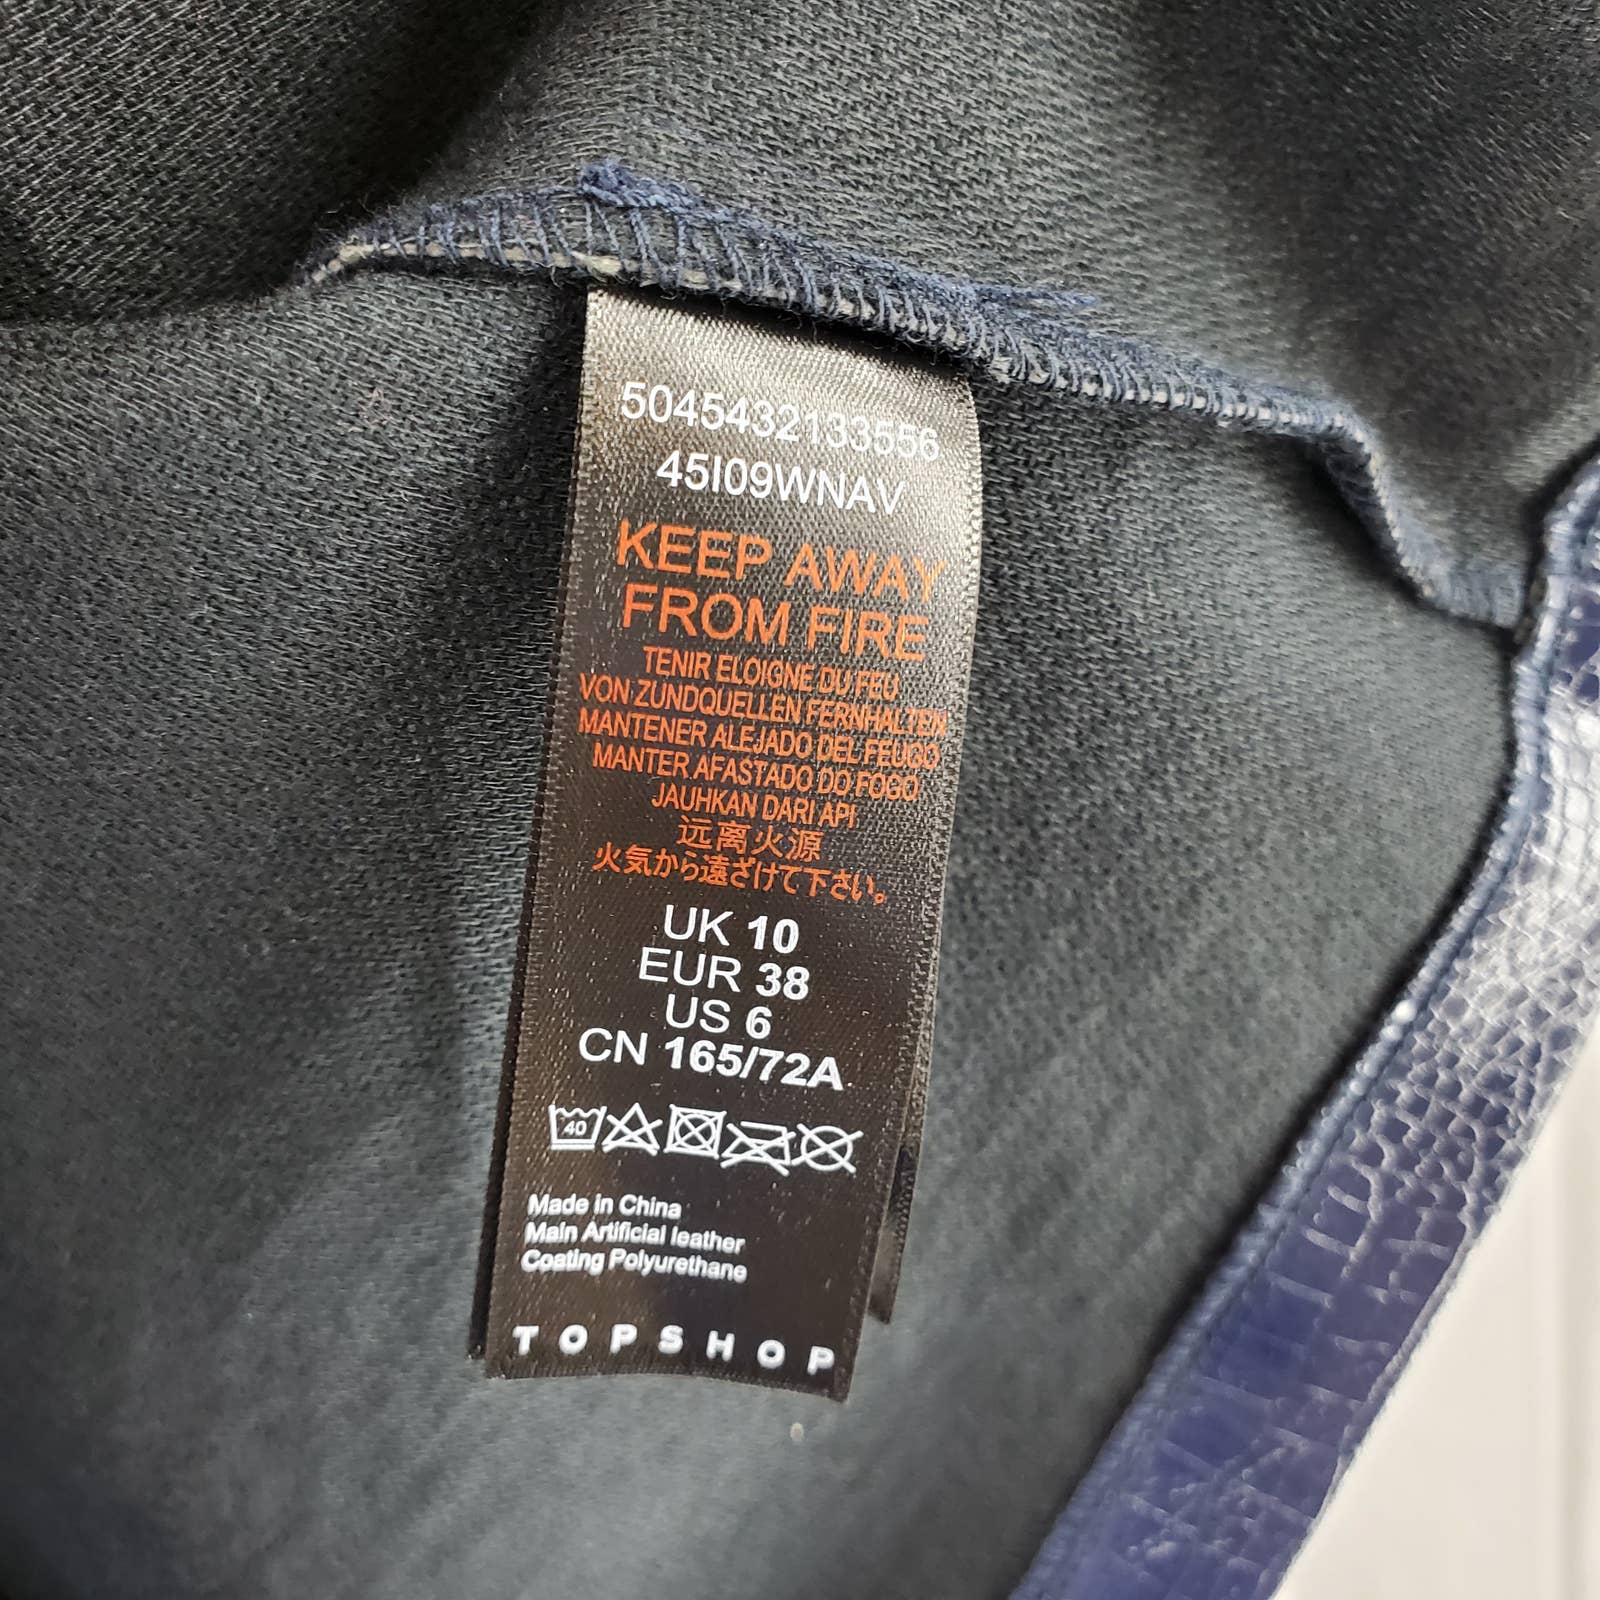 5045432133556
45I09WNAV
KEEP AWAY
FROM FIRE
TENIR ELOIGNE DU FEU
VON ZUNDQUELLEN FERNHALTEN
MANTENER ALEJADO DEL FEUGO
MANTER AFASTADO DO FOGO
JAUHKAN DARI API
远离火源
火気から遠ざけて下さい。
UK 10
EUR 38
US 6
CN 165/72A
40
Made in China
Main Artificial leather
Coating Polyurethane
TOPSHOP